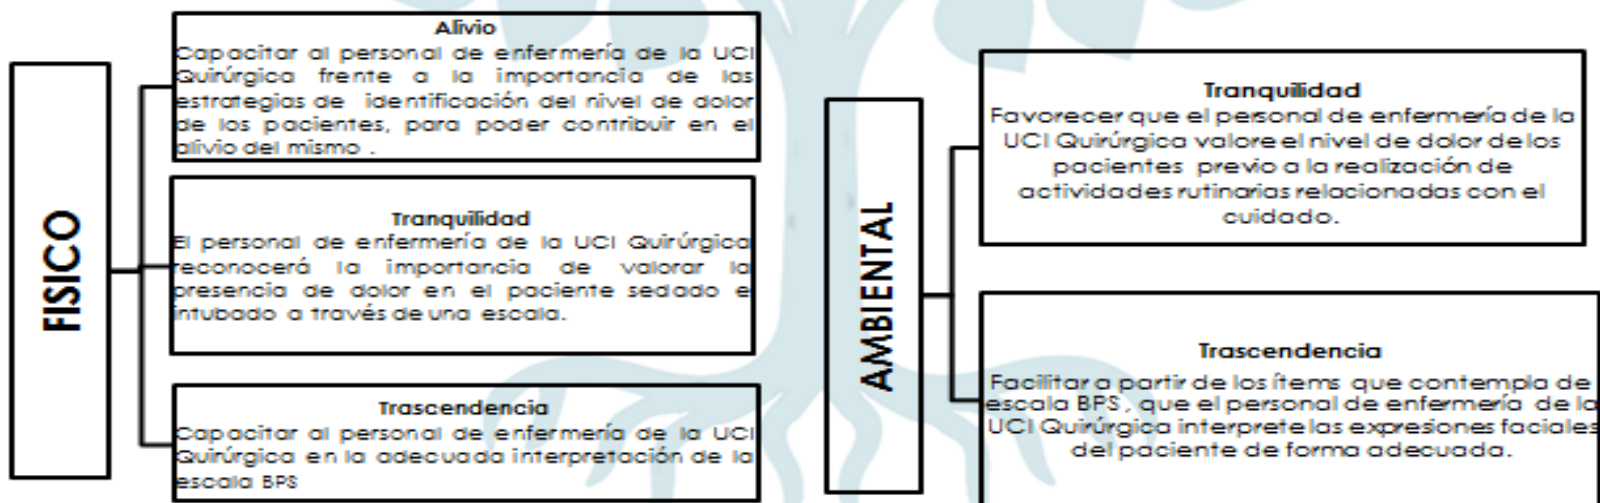 FISICO
Alivio
Capacitar al personal de enfermería de la UCI
Quirúrgica frente a la importancia de las
estrategias de identificación del nivel de dolor
de los pacientes, para poder contribuir en el
alivio del mismo .
Tranquilidad
El personal de enfermería de la UCI Quirúrgica
reconocerá la importancia de valorar la
presencia de dolor en el paciente sedado e
intubado a través de una escala.
Trascendencia
Capacitar al personal de enfermería de la UCI
Quirúrgica en la adecuada interpretación de la
escala BPS
AMBIENTAL
Tranquilidad
Favorecer que el personal de enfermería de la
UCI Quirúrgica valore el nivel de dolor de los
pacientes previo a la realización de
actividades rutinarias relacionadas con el
cuidado.
Trascendencia
Facilitar a partir de los ítems que contempla de
escala BPS, que el personal de enfermería de la
UCI Quirúrgica interprete las expresiones faciales
del paciente de forma adecuada.